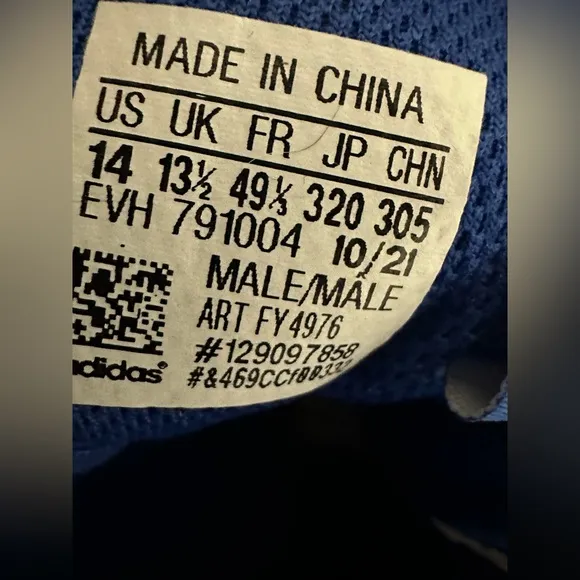 MADE IN CHINA
US UK FR JP CHN
14 13½ 49⅓ 320 305
EVH 791004 10/21
MALE/MÂLE
ART FY4976
#129097858
adidas